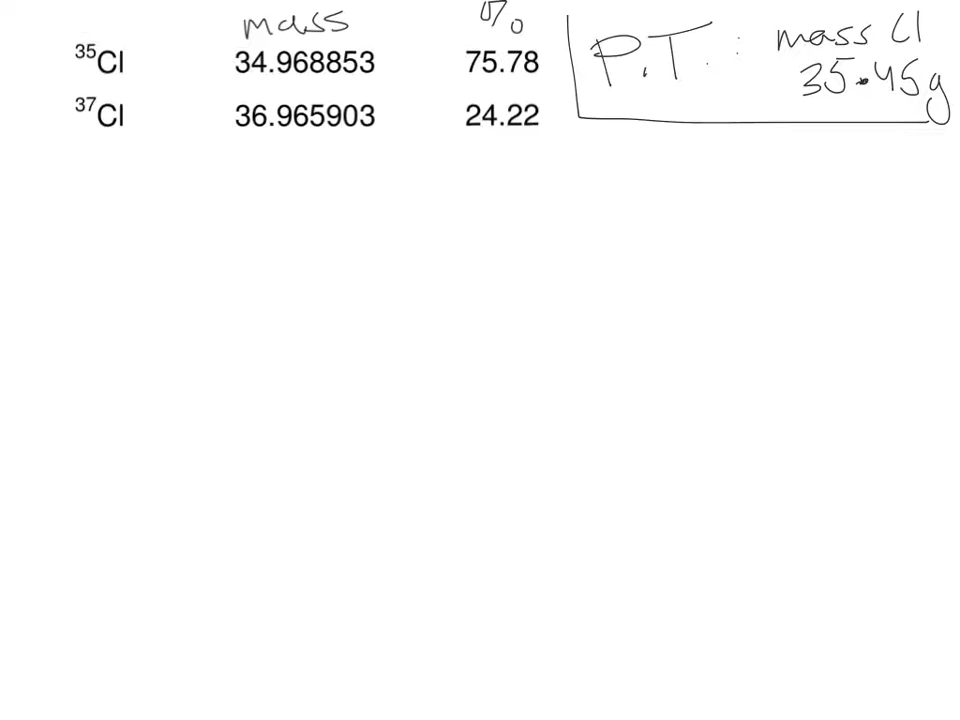 mass %
³⁵Cl 34.968853 75.78
³⁷Cl 36.965903 24.22
P.T. : mass Cl
35.45g